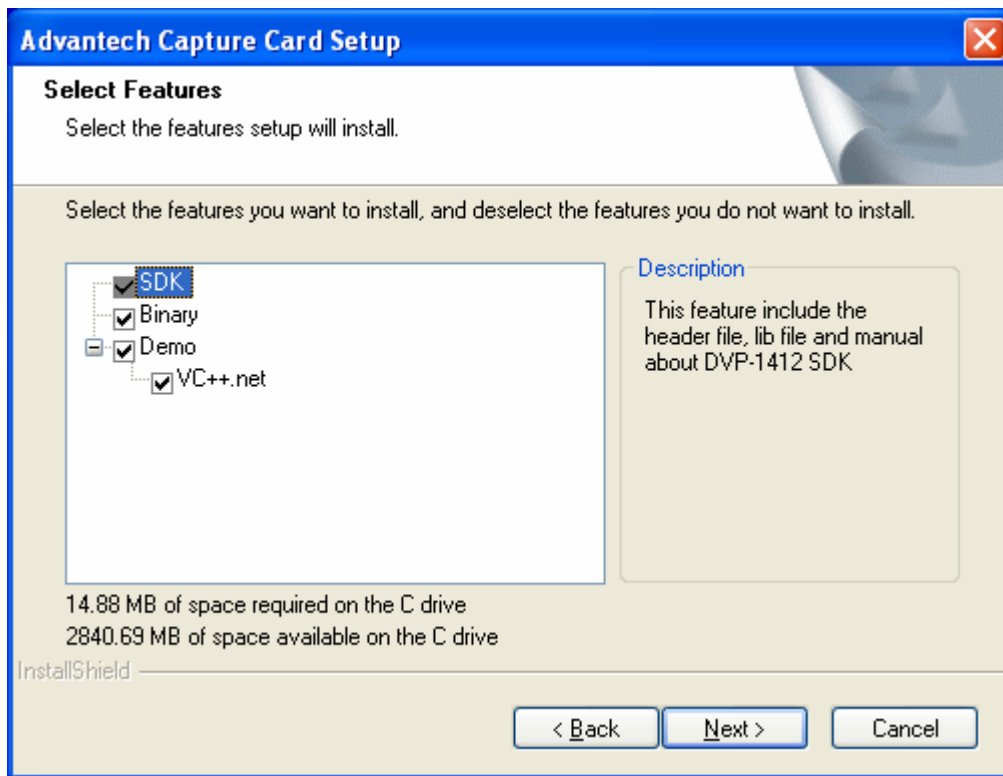 Advantech Capture Card Setup
Select Features
Select the features setup will install.
Select the features you want to install, and deselect the features you do not want to install.
SDK
Binary
Demo
VC++.net
Description
This feature include the
header file, lib file and manual
about DVP-1412 SDK
14.88 MB of space required on the C drive
2840.69 MB of space available on the C drive
InstallShield
< Back
Next >
Cancel